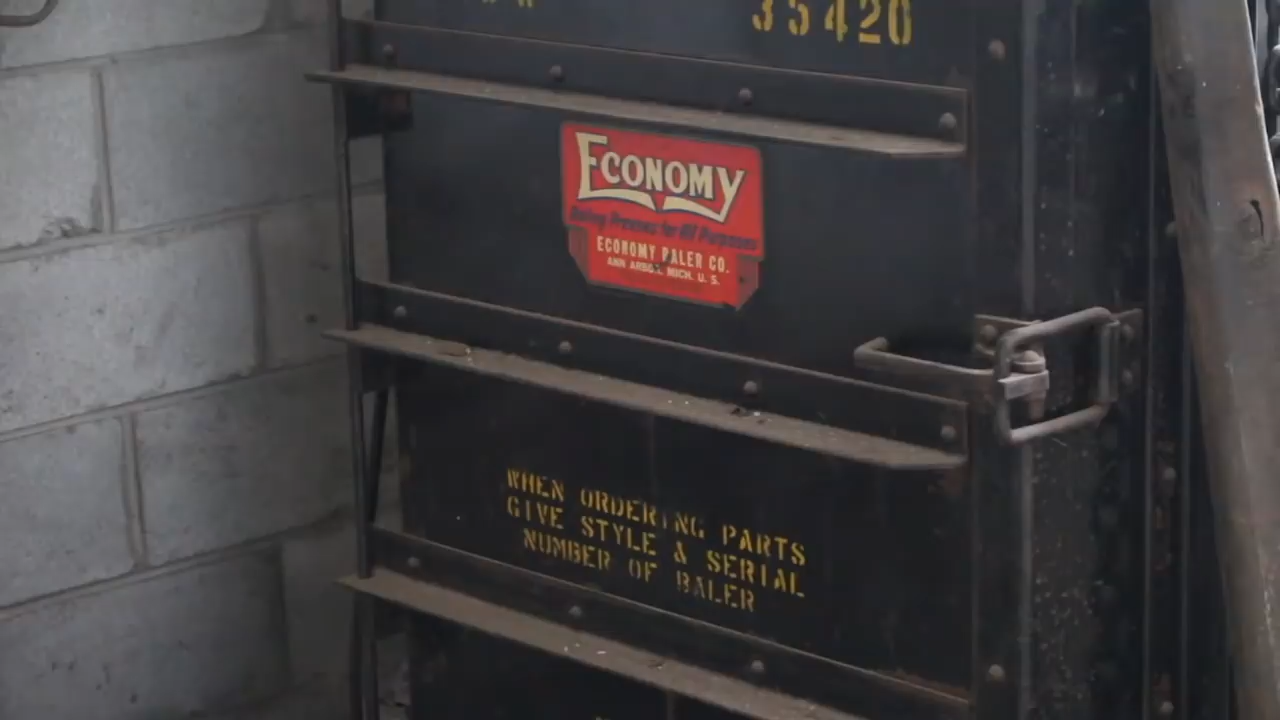 35420
ECONOMY
Baling Presses for All Purposes
ECONOMY BALER CO.
ANN ARBOR, MICH. U. S.
WHEN ORDERING PARTS
GIVE STYLE & SERIAL
NUMBER OF BALER